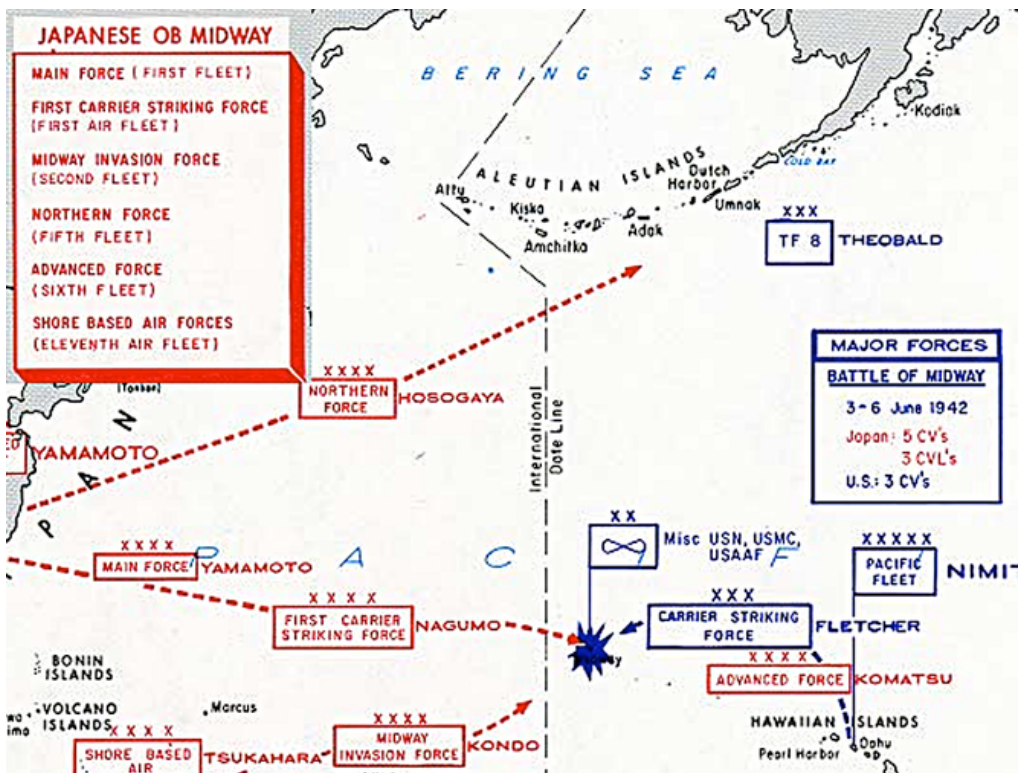 JAPANESE OB MIDWAY
MAIN FORCE (FIRST FLEET)
FIRST CARRIER STRIKING FORCE
(FIRST AIR FLEET)
MIDWAY INVASION FORCE
(SECOND FLEET)
NORTHERN FORCE
(FIFTH FLEET)
ADVANCED FORCE
(SIXTH FLEET)
SHORE BASED AIR FORCES
(ELEVENTH AIR FLEET)
BERING SEA
Kodiak
COLD BAY
ALEUTIAN ISLANDS
Dutch
Harbor
Umnak
Attu
Kiska
Amchitka
Adak
XXX
TF 8
THEOBALD
MAJOR FORCES
BATTLE OF MIDWAY
3-6 June 1942
Japan: 5 CV's
3 CVL's
U.S.: 3 CV's
XXXX
NORTHERN
FORCE
HOSOGAYA
YAMAMOTO
P A N
International
Date Line
XX
Misc USN, USMC,
USAAF
P A C I F
XXXXX
PACIFIC
FLEET
NIMIT
XXXX
MAIN FORCE
YAMAMOTO
XXXX
FIRST CARRIER
STRIKING FORCE
NAGUMO
XXX
CARRIER STRIKING
FORCE
FLETCHER
XXXX
ADVANCED FORCE
KOMATSU
BONIN
ISLANDS
VOLCANO
ISLANDS
Marcus
XXXX
SHORE BASED
AIR
TSUKAHARA
XXXX
MIDWAY
INVASION FORCE
KONDO
HAWAIIAN ISLANDS
Pearl Harbor
Oahu